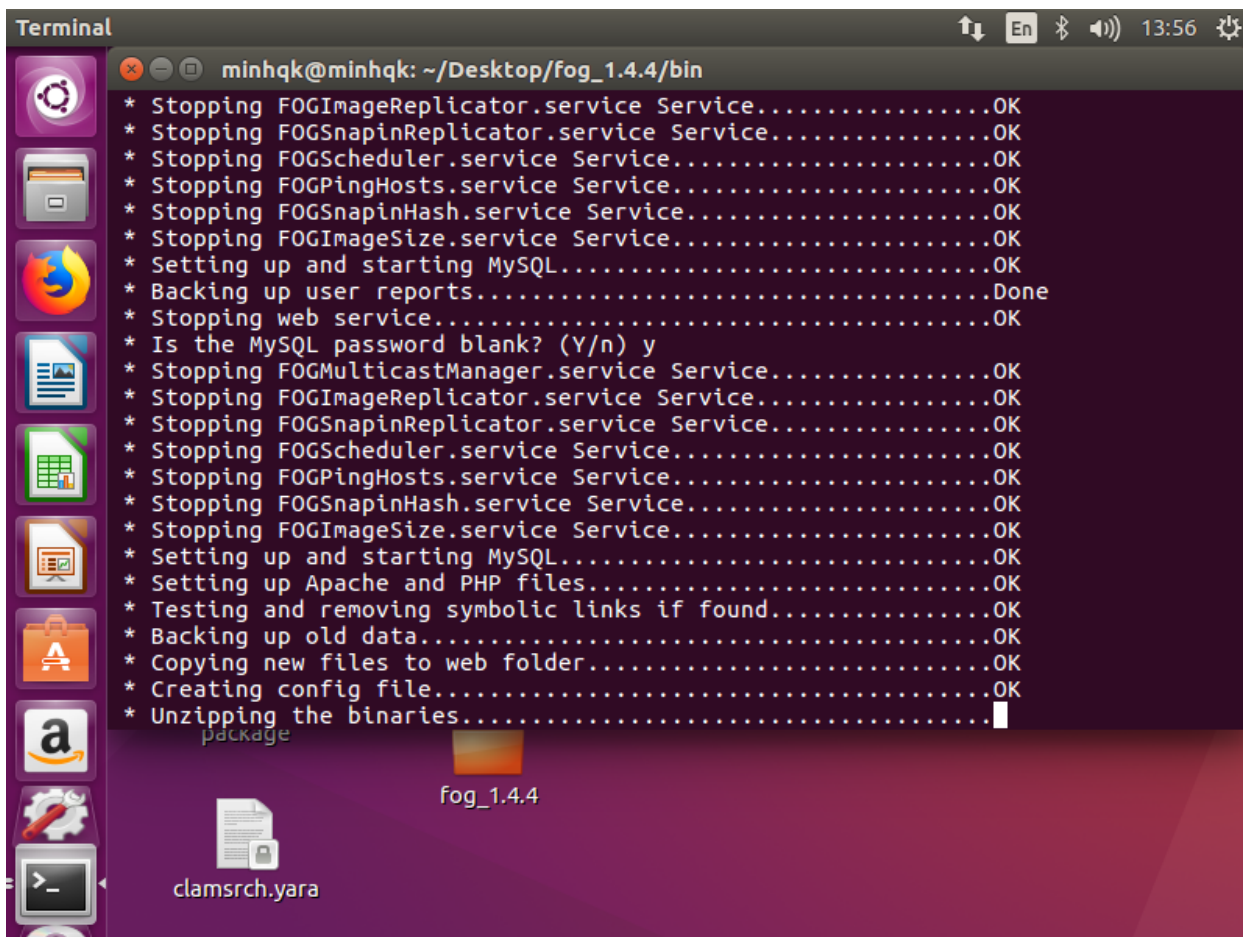 Terminal
En
13:56
minhqk@minhqk: ~/Desktop/fog_1.4.4/bin
* Stopping FOGImageReplicator.service Service.................OK
* Stopping FOGSnapinReplicator.service Service................OK
* Stopping FOGScheduler.service Service.......................OK
* Stopping FOGPingHosts.service Service.......................OK
* Stopping FOGSnapinHash.service Service......................OK
* Stopping FOGImageSize.service Service.......................OK
* Setting up and starting MySQL...............................OK
* Backing up user reports.....................................Done
* Stopping web service........................................OK
* Is the MySQL password blank? (Y/n) y
* Stopping FOGMulticastManager.service Service................OK
* Stopping FOGImageReplicator.service Service.................OK
* Stopping FOGSnapinReplicator.service Service................OK
* Stopping FOGScheduler.service Service.......................OK
* Stopping FOGPingHosts.service Service.......................OK
* Stopping FOGSnapinHash.service Service......................OK
* Stopping FOGImageSize.service Service.......................OK
* Setting up and starting MySQL...............................OK
* Setting up Apache and PHP files.............................OK
* Testing and removing symbolic links if found................OK
* Backing up old data.........................................OK
* Copying new files to web folder.............................OK
* Creating config file........................................OK
* Unzipping the binaries......................................
package
fog_1.4.4
clamsrch.yara